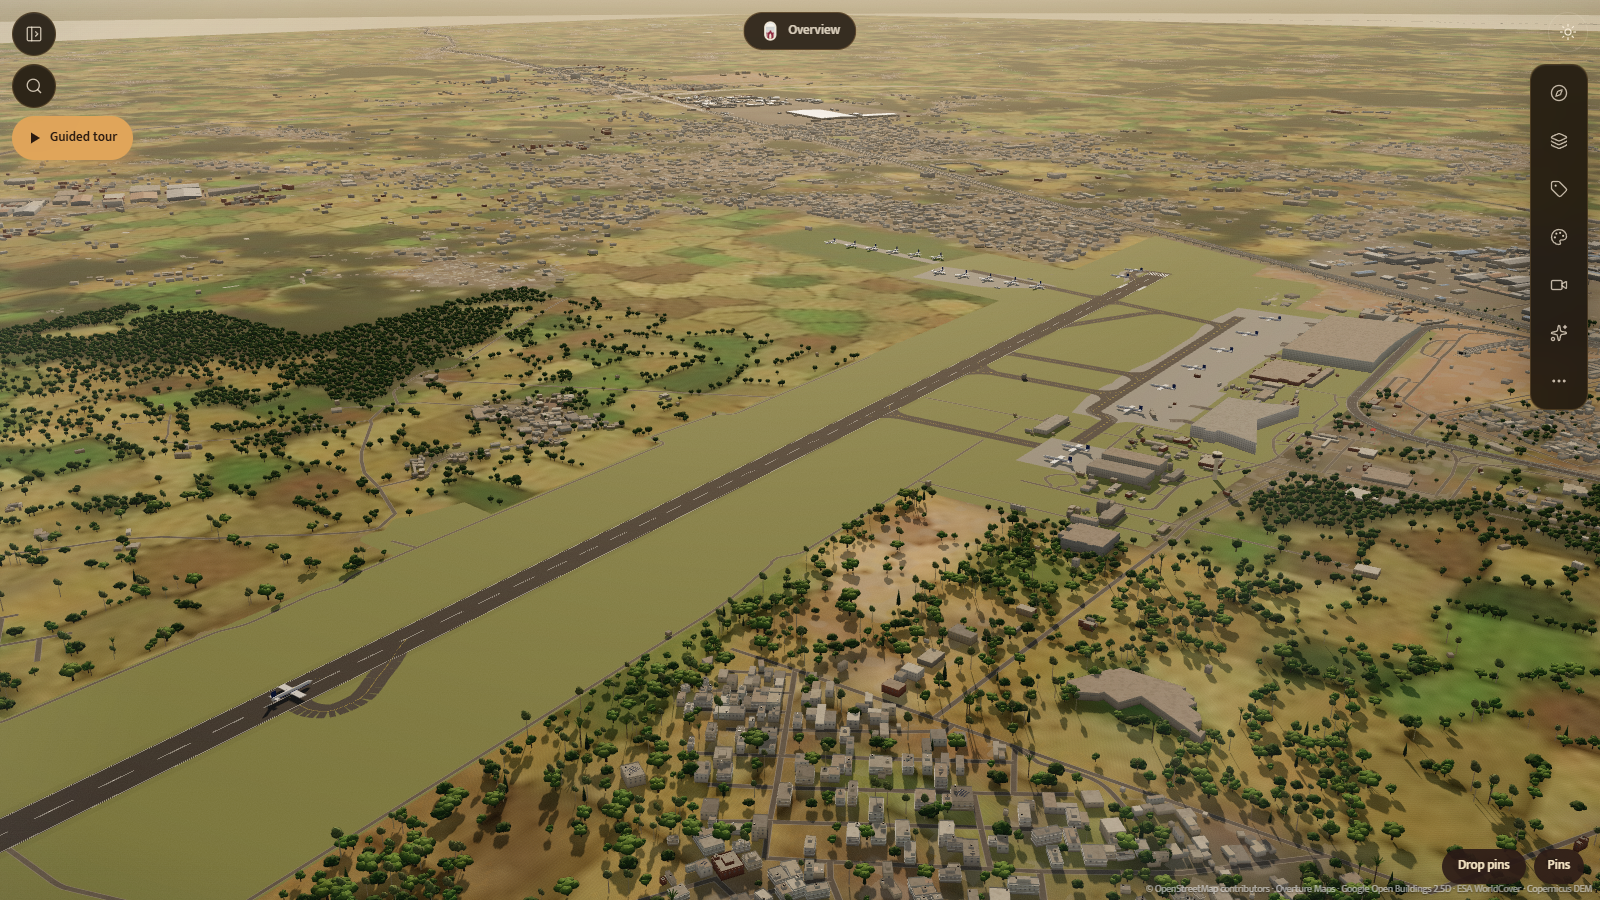 Overview
Guided tour
Drop pins
Pins
© OpenStreetMap contributors · Overture Maps · Google Open Buildings 2.5D · ESA WorldCover · Copernicus DEM